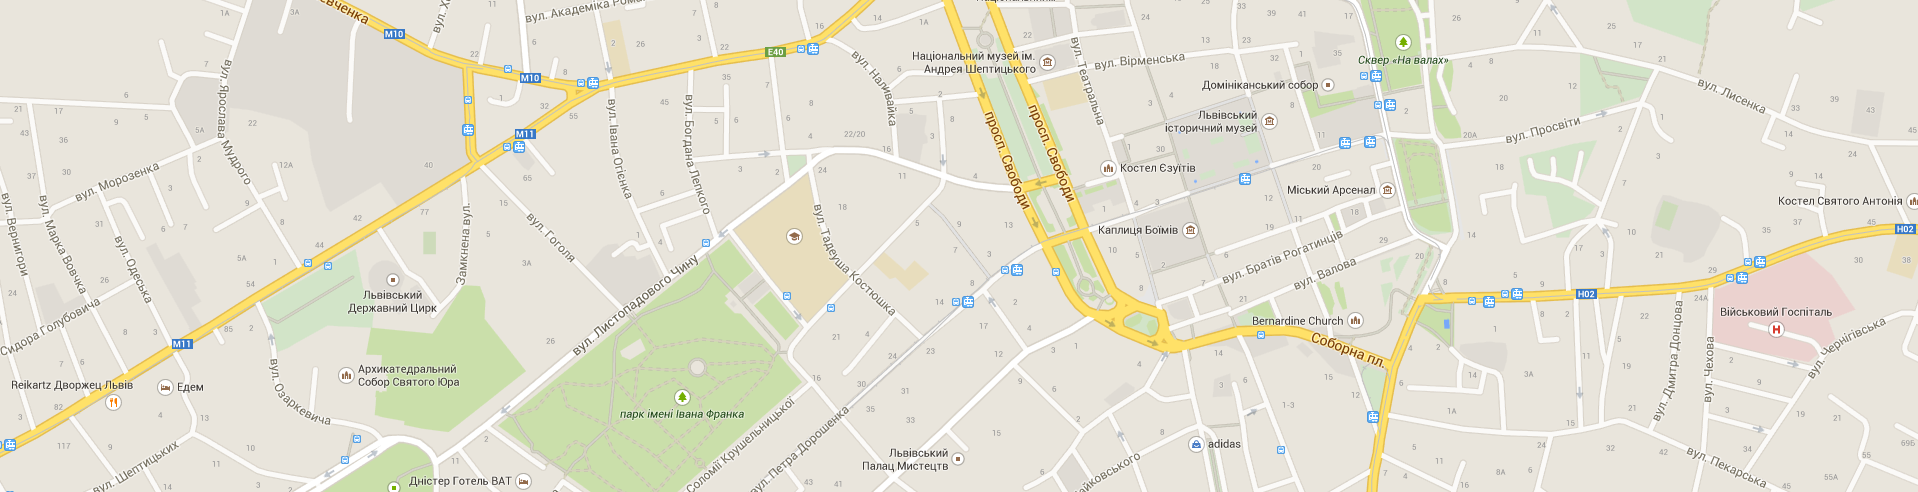 евченка
вул. Академіка Рома
M10
E40
M10
M11
вул. Наливайка
вул. Ярослава Мудрого
вул. Івана Огієнка
вул. Богдана Лепкого
22/20
вул. Морозенка
вул. Вернигори
вул. Марка Вовчка
вул. Одеська
Замкнена вул.
вул. Гоголя
вул. Тадеуша Костюшка
вул. Листопадового Чину
Львівський
Державний Цирк
Сидора Голубовича
M11
Reikartz Дворжец Львів
Едем
вул. Озаркевича
Архикатедральний
Собор Святого Юра
вул. Шептицьких
Дністер Готель ВАТ
парк імені Івана Франка
Соломії Крушельницької
вул. Петра Дорошенка
Львівський
Палац Мистецтв
Національний музей ім.
Андрея Шептицького
вул. Театральна
вул. Вірменська
просп. Свободи
просп. Свободи
Домініканський собор
Львівський
історичний музей
Костел Єзуїтів
Міський Арсенал
Каплиця Боїмів
вул. Братів Рогатинців
вул. Валова
Bernardine Church
Соборна пл.
adidas
айковського
Сквер «На валах»
вул. Лисенка
вул. Просвіти
Костел Святого Антонія
H02
H02
Військовий Госпіталь
вул. Чернігівська
вул. Дмитра Донцова
вул. Чехова
вул. Пекарська